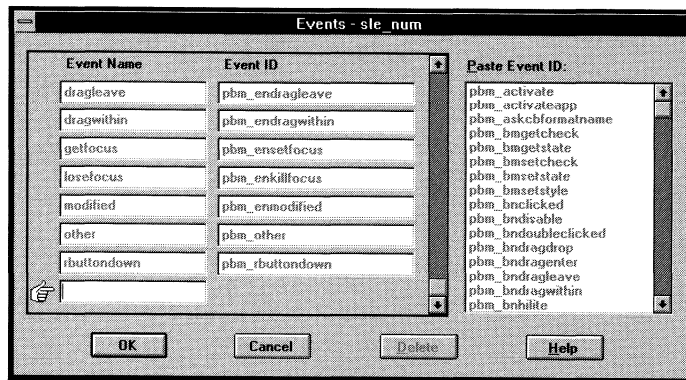 Events - sle_num
Event Name Event ID
dragleave pbm_endragleave
dragwithin pbm_endragwithin
getfocus pbm_ensetfocus
losefocus pbm_enkillfocus
modified pbm_enmodified
other pbm_other
rbuttondown pbm_rbuttondown
Paste Event ID:
pbm_activate
pbm_activateapp
pbm_askcbformatname
pbm_bmgetcheck
pbm_bmgetstate
pbm_bmsetcheck
pbm_bmsetstate
pbm_bmsetstyle
pbm_bnclicked
pbm_bndisable
pbm_bndoubleclicked
pbm_bndragdrop
pbm_bndragenter
pbm_bndragleave
pbm_bndragwithin
pbm_bnhilite
OK Cancel Delete Help